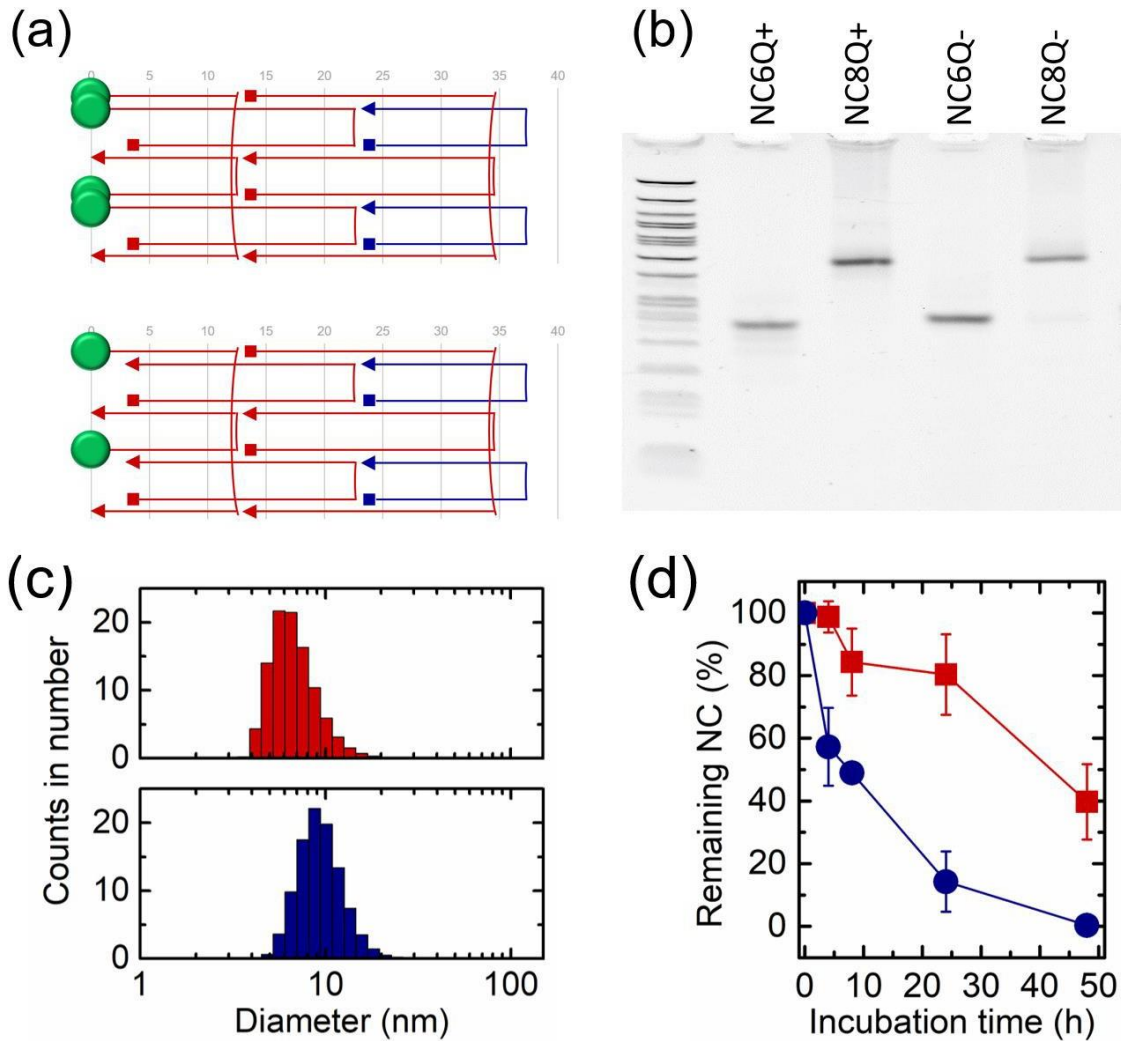 (a)
0 5 10 15 20 25 30 35 40
0 5 10 15 20 25 30 35 40
(b)
NC6Q+
NC8Q+
NC6Q-
NC8Q-
(c)
Counts in number
20
10
0
20
10
0
1 10 100
Diameter (nm)
(d)
Remaining NC (%)
100
80
60
40
20
0
0 10 20 30 40 50
Incubation time (h)